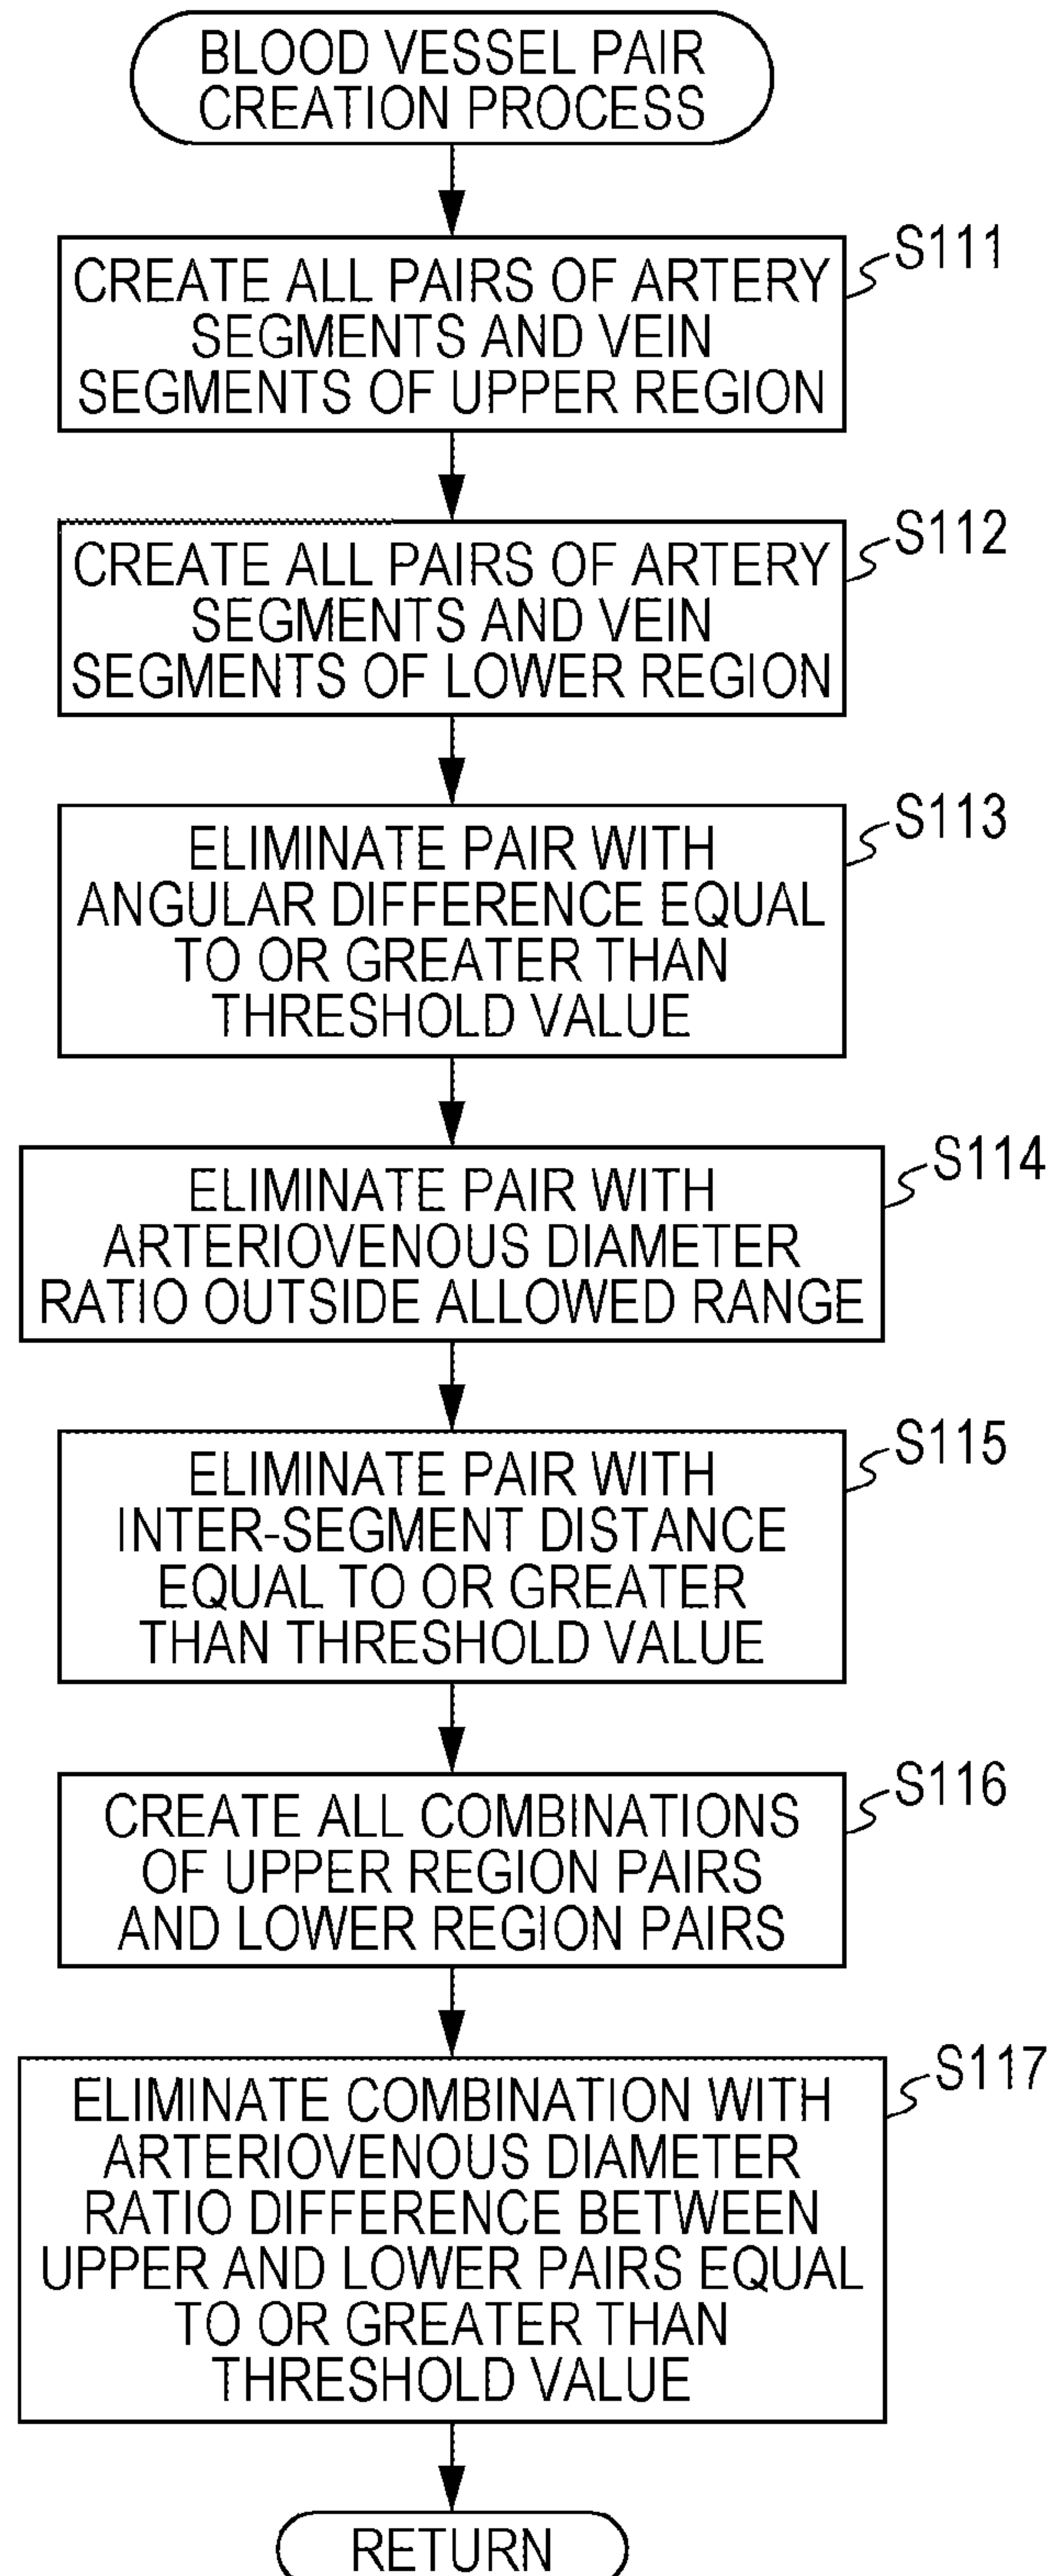 BLOOD VESSEL PAIR
CREATION PROCESS
S111
CREATE ALL PAIRS OF ARTERY
SEGMENTS AND VEIN
SEGMENTS OF UPPER REGION
S112
CREATE ALL PAIRS OF ARTERY
SEGMENTS AND VEIN
SEGMENTS OF LOWER REGION
S113
ELIMINATE PAIR WITH
ANGULAR DIFFERENCE EQUAL
TO OR GREATER THAN
THRESHOLD VALUE
S114
ELIMINATE PAIR WITH
ARTERIOVENOUS DIAMETER
RATIO OUTSIDE ALLOWED RANGE
S115
ELIMINATE PAIR WITH
INTER-SEGMENT DISTANCE
EQUAL TO OR GREATER
THAN THRESHOLD VALUE
S116
CREATE ALL COMBINATIONS
OF UPPER REGION PAIRS
AND LOWER REGION PAIRS
S117
ELIMINATE COMBINATION WITH
ARTERIOVENOUS DIAMETER
RATIO DIFFERENCE BETWEEN
UPPER AND LOWER PAIRS EQUAL
TO OR GREATER THAN
THRESHOLD VALUE
RETURN